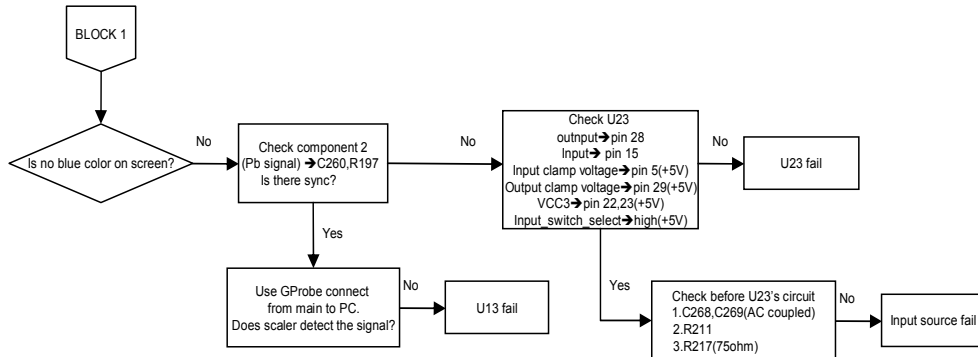 BLOCK 1
Is no blue color on screen?
No
Check component 2
(Pb signal) ➔C260,R197
Is there sync?
No
Check U23
outnput➔pin 28
Input➔ pin 15
Input clamp voltage➔pin 5(+5V)
Output clamp voltage➔pin 29(+5V)
VCC3➔pin 22,23(+5V)
Input_switch_select➔high(+5V)
No
U23 fail
Yes
Use GProbe connect
from main to PC.
Does scaler detect the signal?
No
U13 fail
Yes
Check before U23's circuit
1.C268,C269(AC coupled)
2.R211
3.R217(75ohm)
No
Input source fail